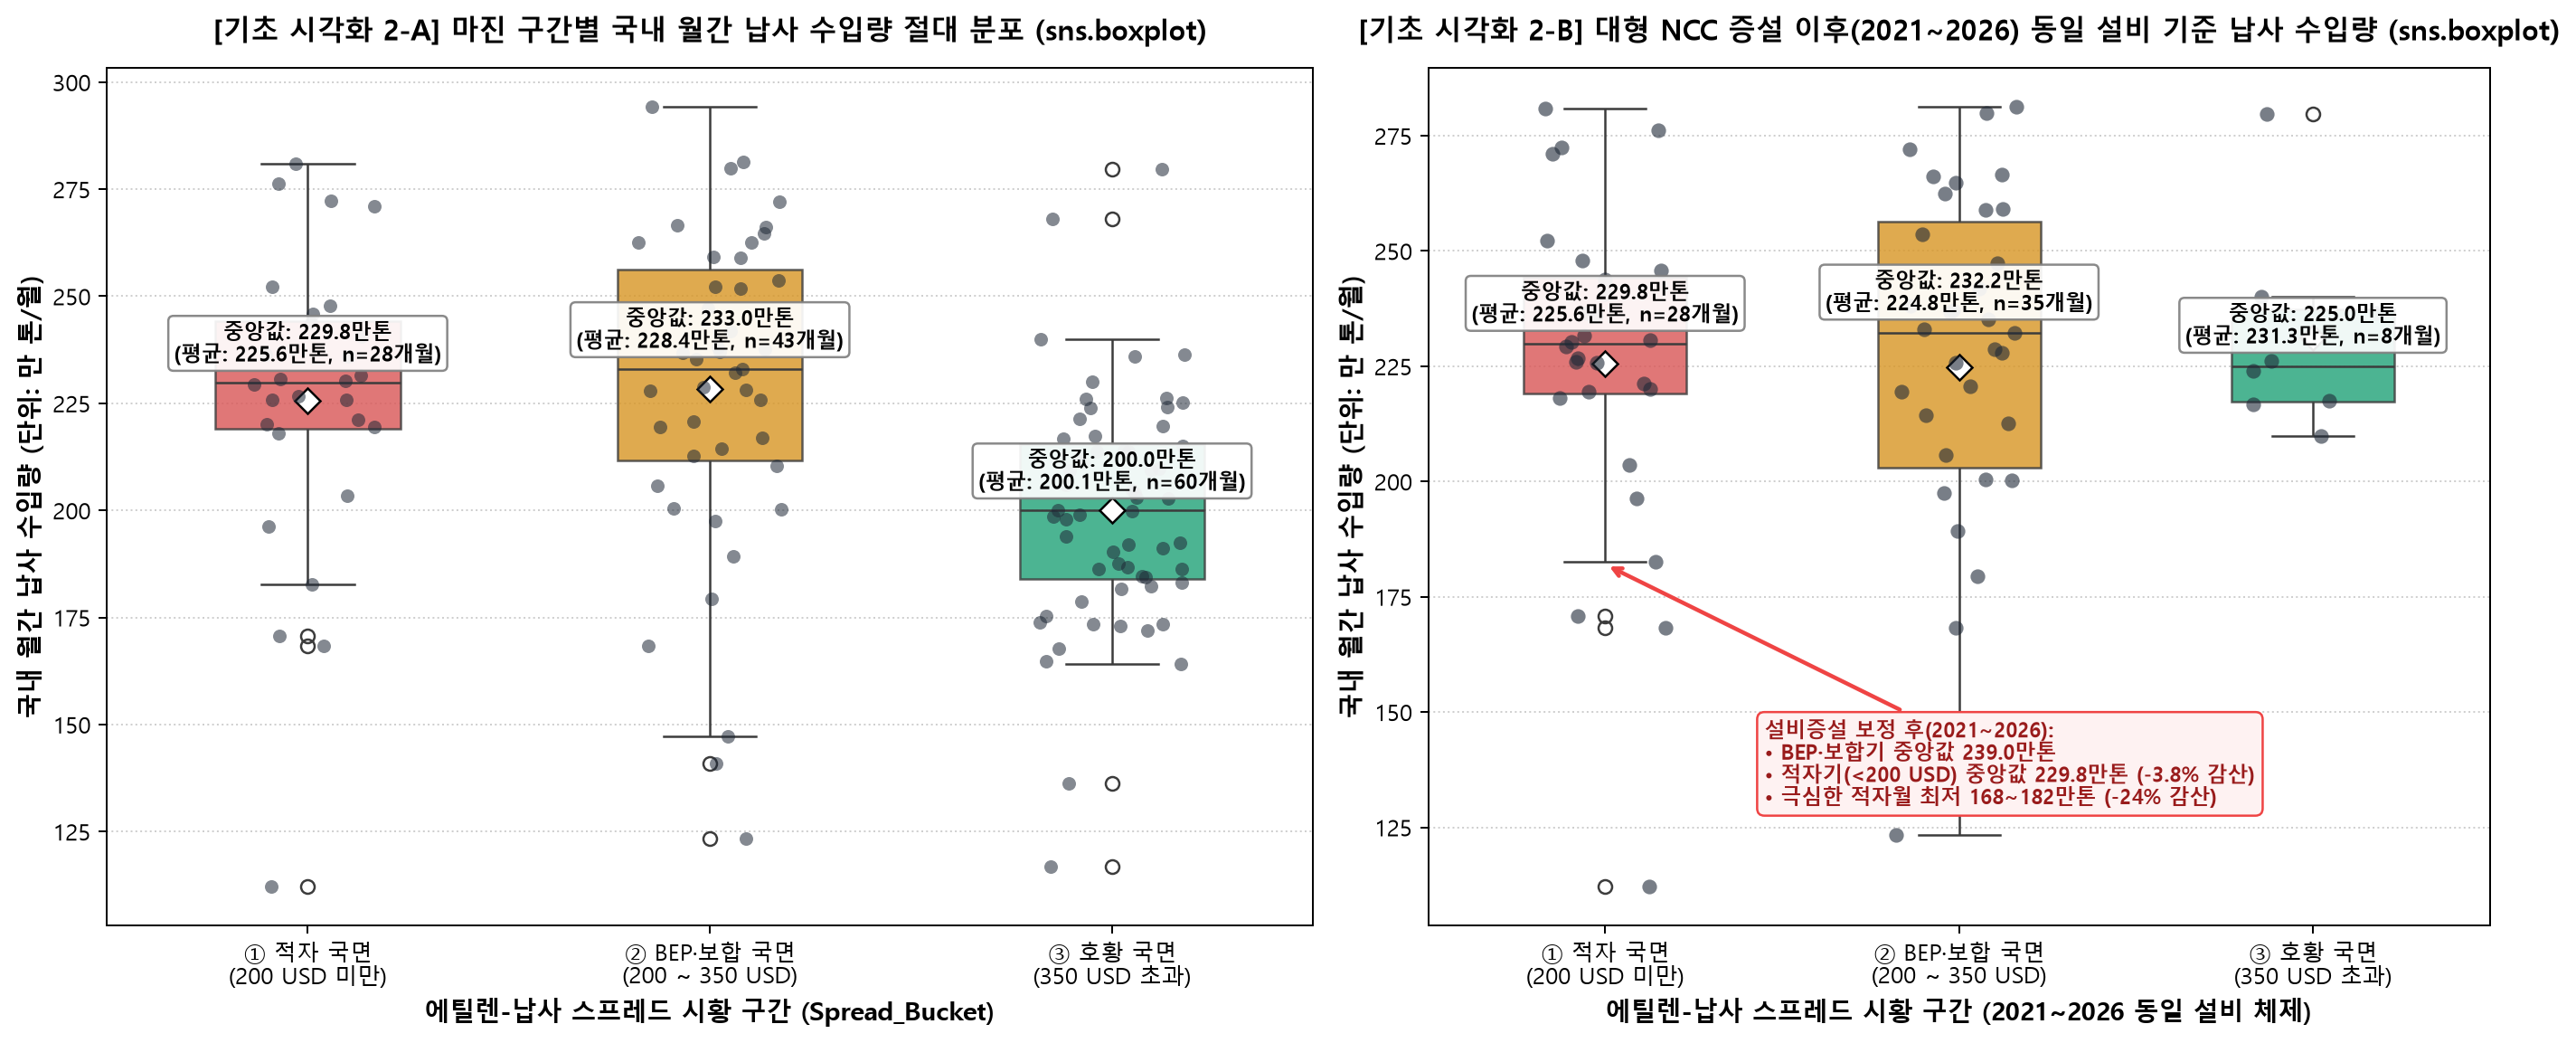 [기초 시각화 2-A] 마진 구간별 국내 월간 납사 수입량 절대 분포 (sns.boxplot)
국내 월간 납사 수입량 (단위: 만 톤/월)
300
275
250
225
200
175
150
125
중앙값: 229.8만톤
(평균: 225.6만톤, n=28개월)
중앙값: 233.0만톤
(평균: 228.4만톤, n=43개월)
중앙값: 200.0만톤
(평균: 200.1만톤, n=60개월)
① 적자 국면
(200 USD 미만)
② BEP·보합 국면
(200 ~ 350 USD)
③ 호황 국면
(350 USD 초과)
에틸렌-납사 스프레드 시황 구간 (Spread_Bucket)
[기초 시각화 2-B] 대형 NCC 증설 이후(2021~2026) 동일 설비 기준 납사 수입량 (sns.boxplot)
국내 월간 납사 수입량 (단위: 만 톤/월)
275
250
225
200
175
150
125
중앙값: 229.8만톤
(평균: 225.6만톤, n=28개월)
중앙값: 232.2만톤
(평균: 224.8만톤, n=35개월)
중앙값: 225.0만톤
(평균: 231.3만톤, n=8개월)
설비증설 보정 후(2021~2026):
• BEP·보합기 중앙값 239.0만톤
• 적자기(<200 USD) 중앙값 229.8만톤 (-3.8% 감산)
• 극심한 적자월 최저 168~182만톤 (-24% 감산)
① 적자 국면
(200 USD 미만)
② BEP·보합 국면
(200 ~ 350 USD)
③ 호황 국면
(350 USD 초과)
에틸렌-납사 스프레드 시황 구간 (2021~2026 동일 설비 체제)